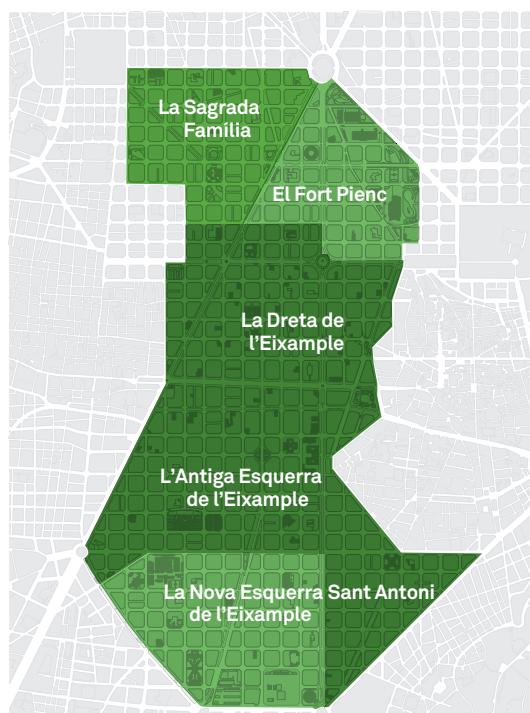 La Sagrada
Família
El Fort Pienc
La Dreta de
l'Eixample
L'Antiga Esquerra
de l'Eixample
La Nova Esquerra
de l'Eixample
Sant Antoni